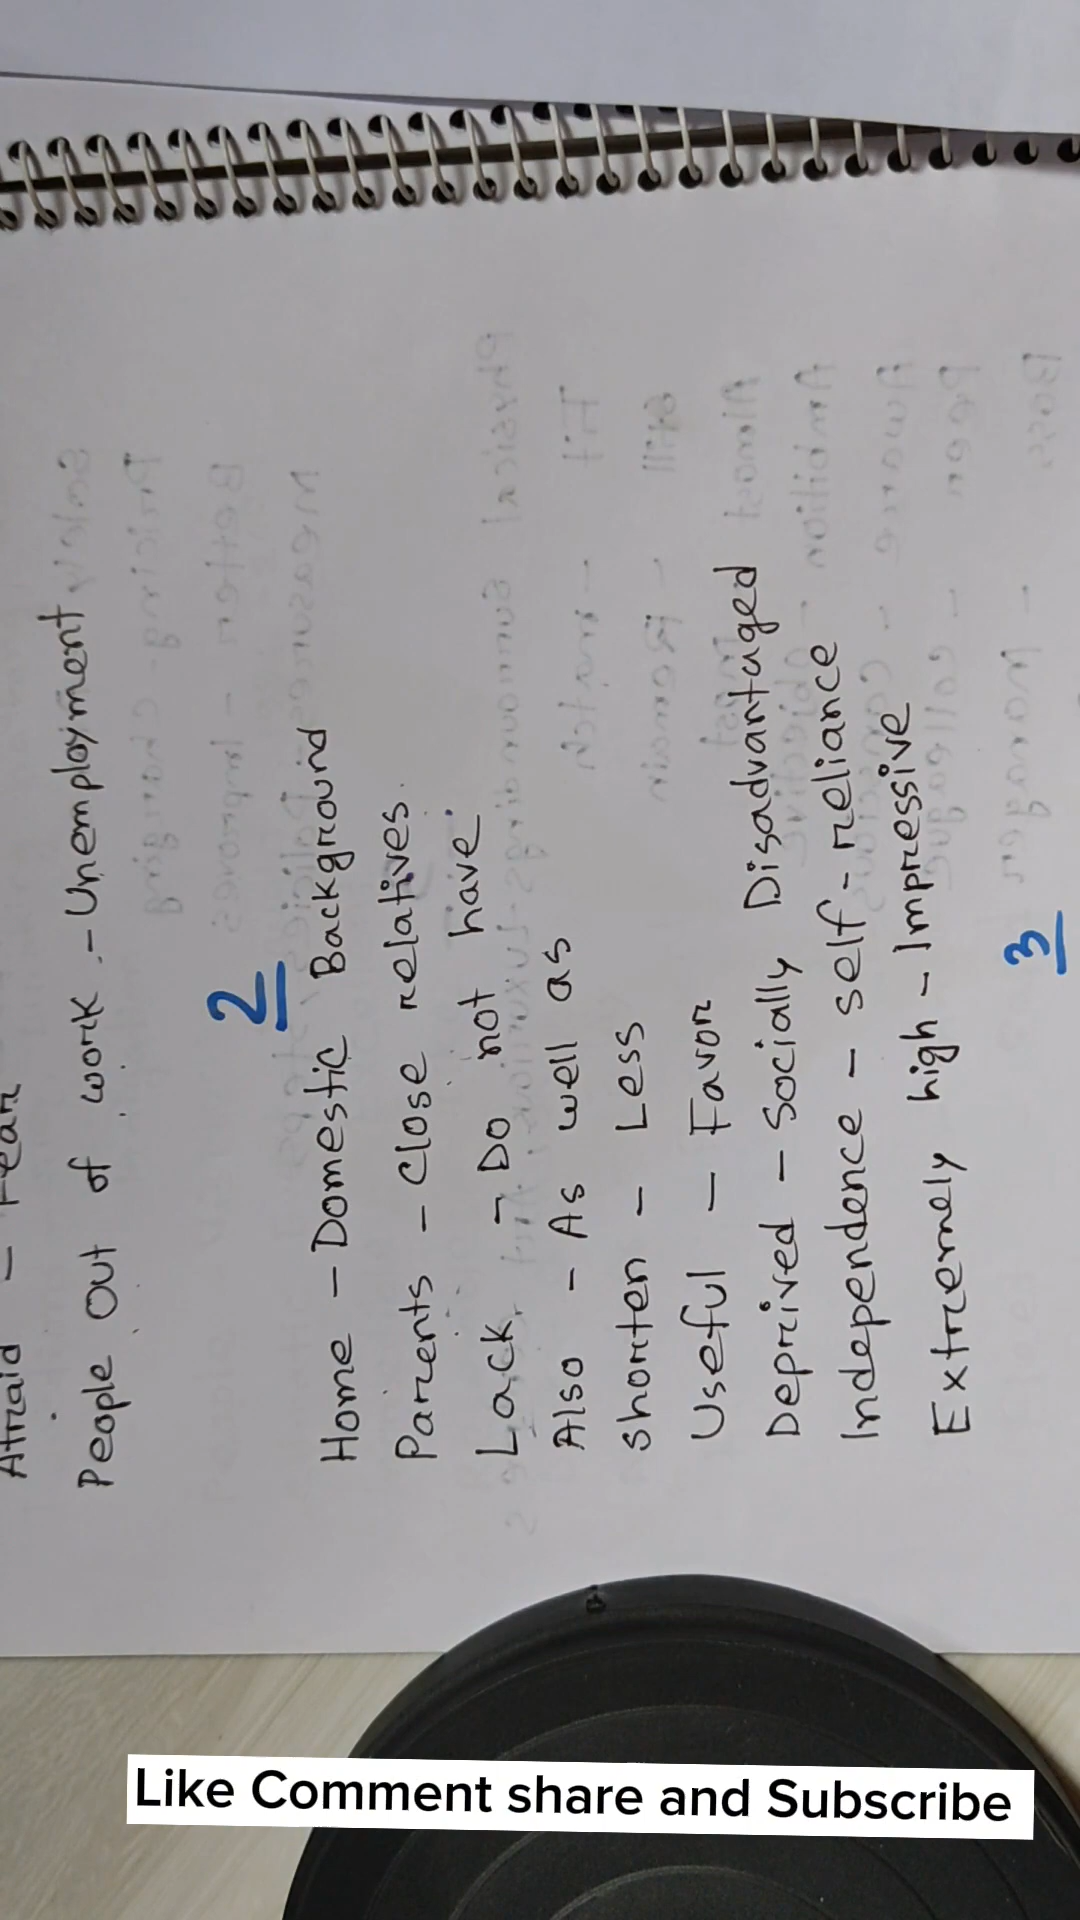 Afraid - Fear
People Out of work - Unemployment
2
Home - Domestic Background
Parents - Close relatives.
Lack - Do not have.
Also - As well as
shorten - Less
Useful - Favor
Deprived - Socially Disadvantaged
Independence - self-reliance
Extremely high - Impressive
3
Like Comment share and Subscribe